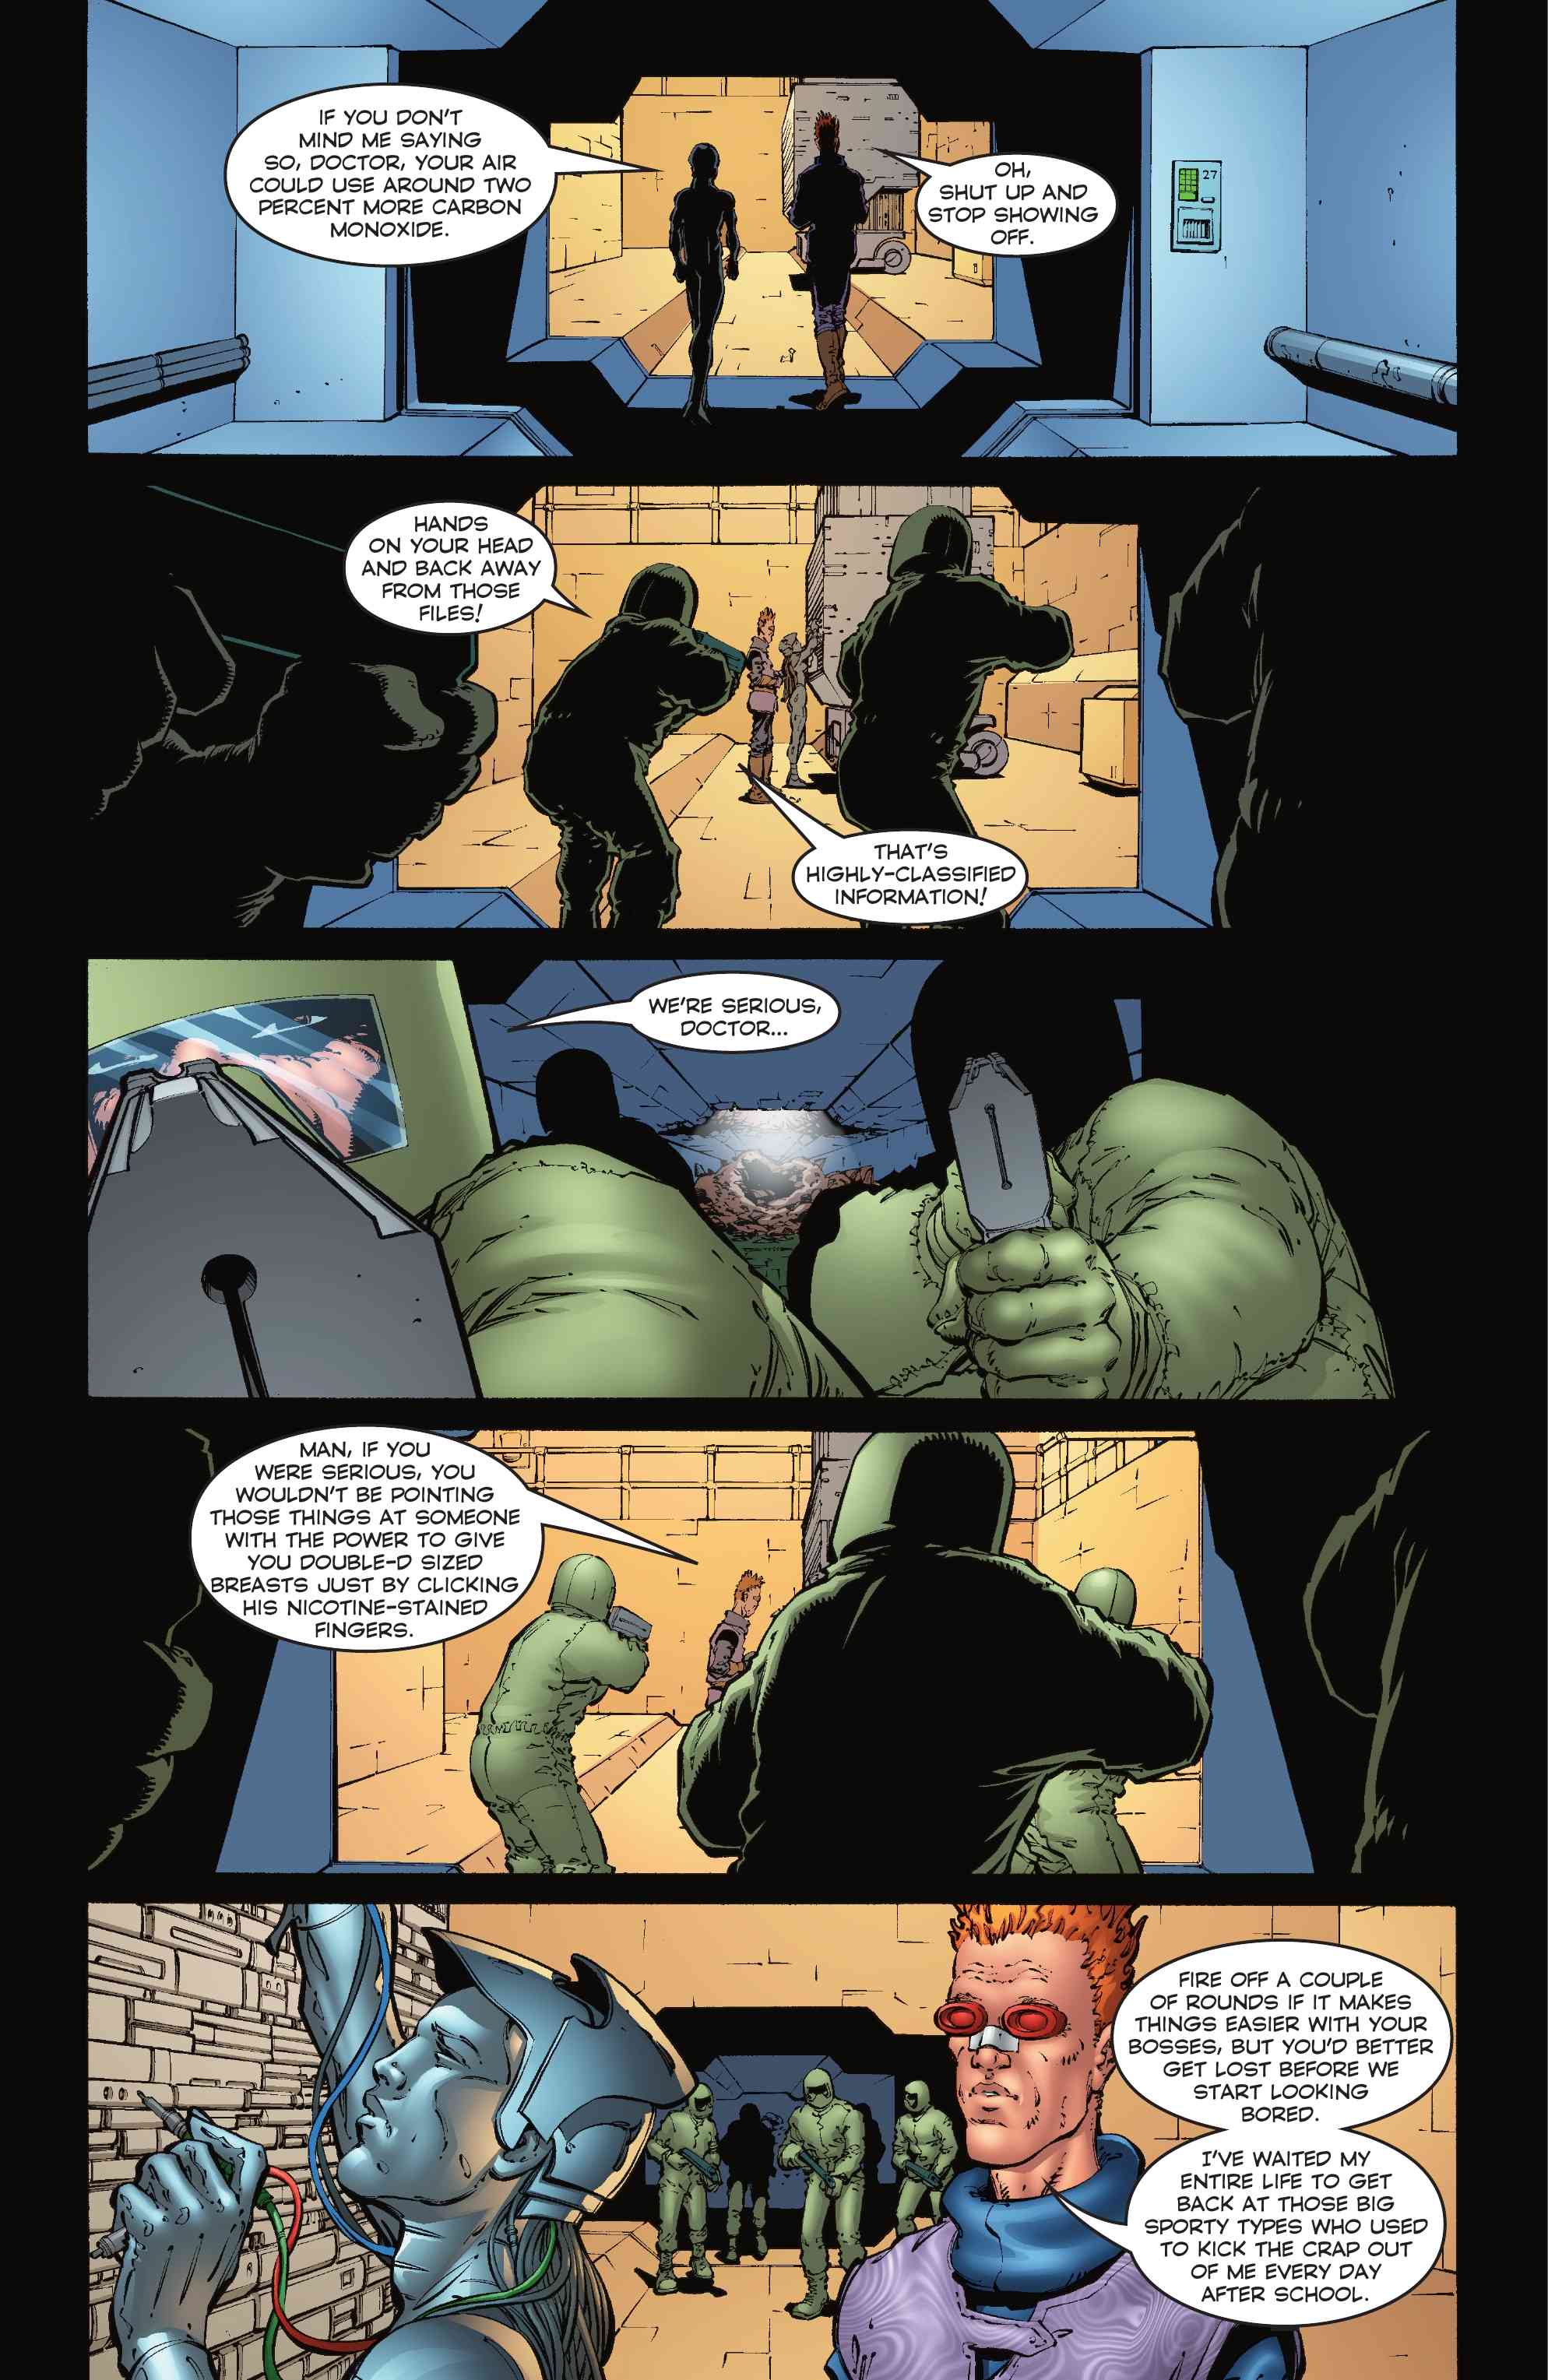 IF YOU DON'T
MIND ME SAYING
SO, DOCTOR, YOUR AIR
COULD USE AROUND TWO
PERCENT MORE CARBON
MONOXIDE.
OH,
SHUT UP AND
STOP SHOWING
OFF.
27
HANDS
ON YOUR HEAD
AND BACK AWAY
FROM THOSE
FILES!
THAT'S
HIGHLY-CLASSIFIED
INFORMATION!
WE'RE SERIOUS,
DOCTOR...
MAN, IF YOU
WERE SERIOUS, YOU
WOULDN'T BE POINTING
THOSE THINGS AT SOMEONE
WITH THE POWER TO GIVE
YOU DOUBLE-D SIZED
BREASTS JUST BY CLICKING
HIS NICOTINE-STAINED
FINGERS.
FIRE OFF A COUPLE
OF ROUNDS IF IT MAKES
THINGS EASIER WITH YOUR
BOSSES, BUT YOU'D BETTER
GET LOST BEFORE WE
START LOOKING
BORED.
I'VE WAITED MY
ENTIRE LIFE TO GET
BACK AT THOSE BIG
SPORTY TYPES WHO USED
TO KICK THE CRAP OUT
OF ME EVERY DAY
AFTER SCHOOL.